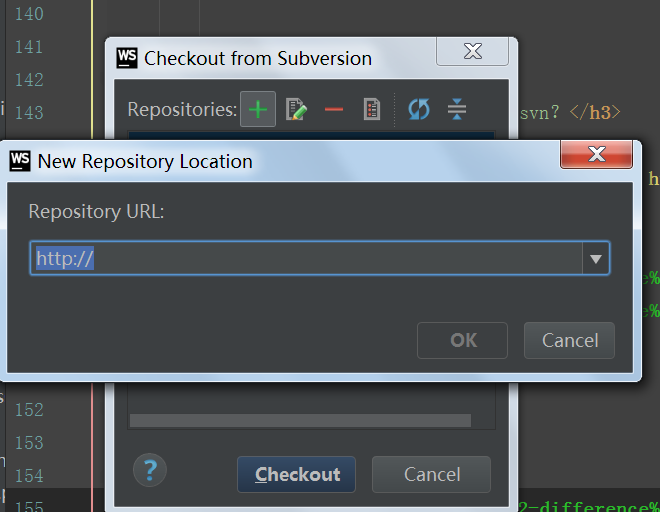 140
141
WS Checkout from Subversion
142
Repositories:
143
svn? </h3>
WS New Repository Location
h
Repository URL:
http://
%
%
OK
Cancel
152
153
154
? Checkout
Cancel
155
2-difference%